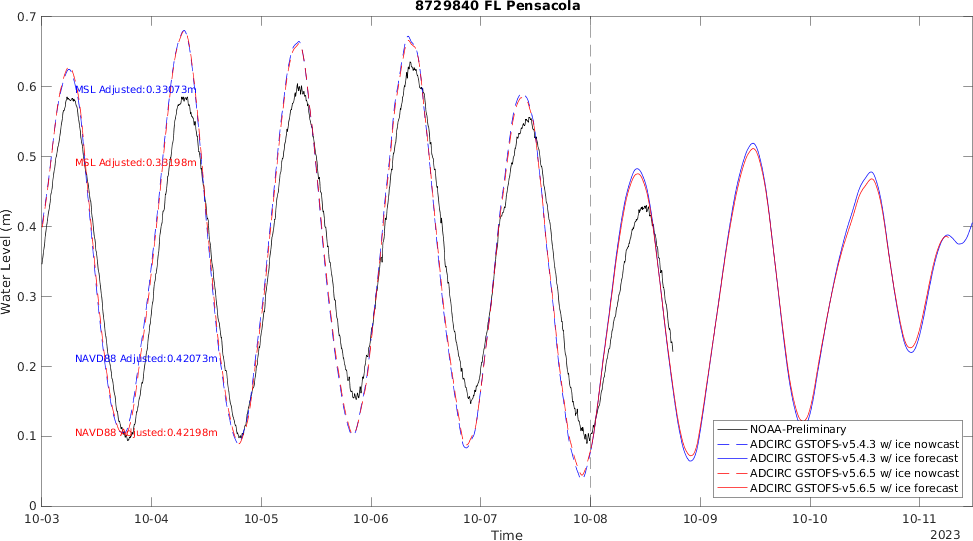 8729840 FL Pensacola
0.7
0.6
0.5
0.4
0.3
0.2
0.1
0
Water Level (m)
MSL Adjusted:0.33073m
MSL Adjusted:0.33198m
NAVD88 Adjusted:0.42073m
NAVD88 Adjusted:0.42198m
NOAA-Preliminary
ADCIRC GSTOFS-v5.4.3 w/ ice nowcast
ADCIRC GSTOFS-v5.4.3 w/ ice forecast
ADCIRC GSTOFS-v5.6.5 w/ ice nowcast
ADCIRC GSTOFS-v5.6.5 w/ ice forecast
10-03 10-04 10-05 10-06 10-07 10-08 10-09 10-10 10-11
Time
2023